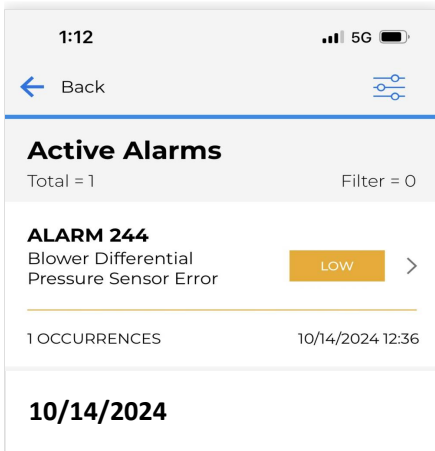 1:12 5G
Back
Active Alarms
Total = 1 Filter = 0
ALARM 244
Blower Differential
Pressure Sensor Error
LOW
1 OCCURRENCES 10/14/2024 12:36
10/14/2024